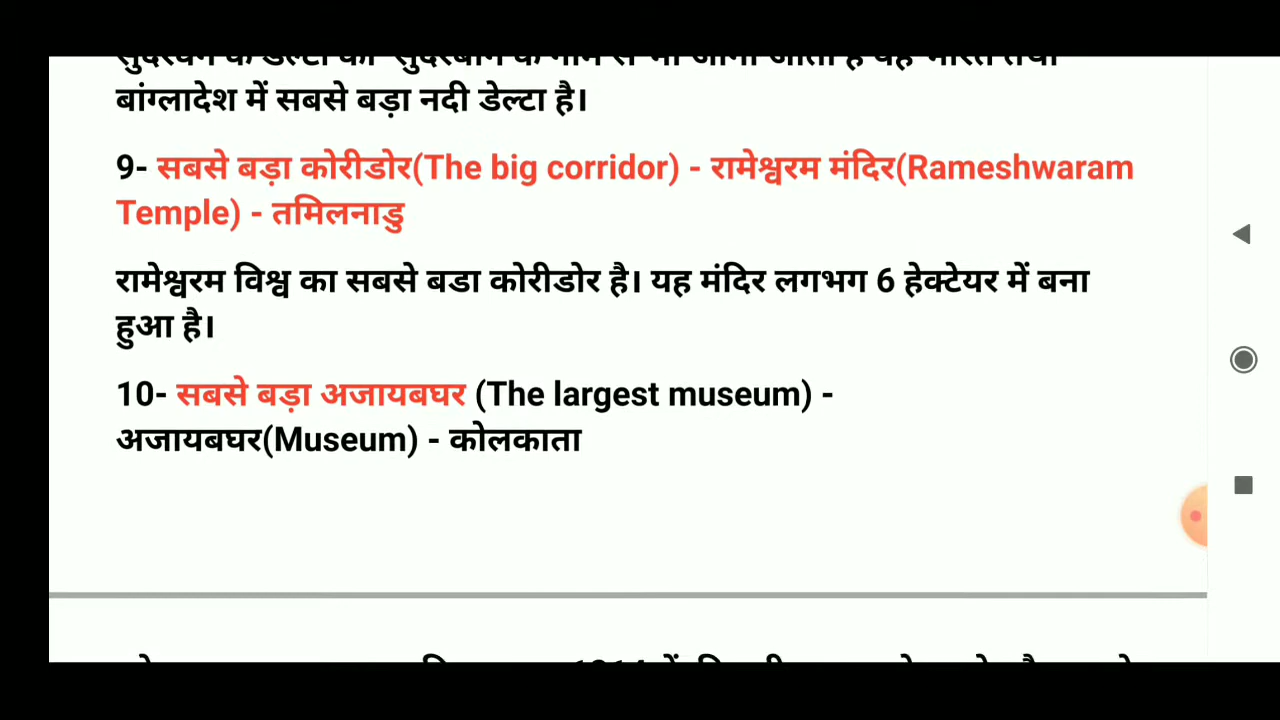 बांग्लादेश में सबसे बड़ा नदी डेल्टा है।
9- सबसे बड़ा कोरीडोर(The big corridor) - रामेश्वरम मंदिर(Rameshwaram
Temple) - तमिलनाडु
रामेश्वरम विश्व का सबसे बडा कोरीडोर है। यह मंदिर लगभग 6 हेक्टेयर में बना
हुआ है।
10- सबसे बड़ा अजायबघर (The largest museum) -
अजायबघर(Museum) - कोलकाता